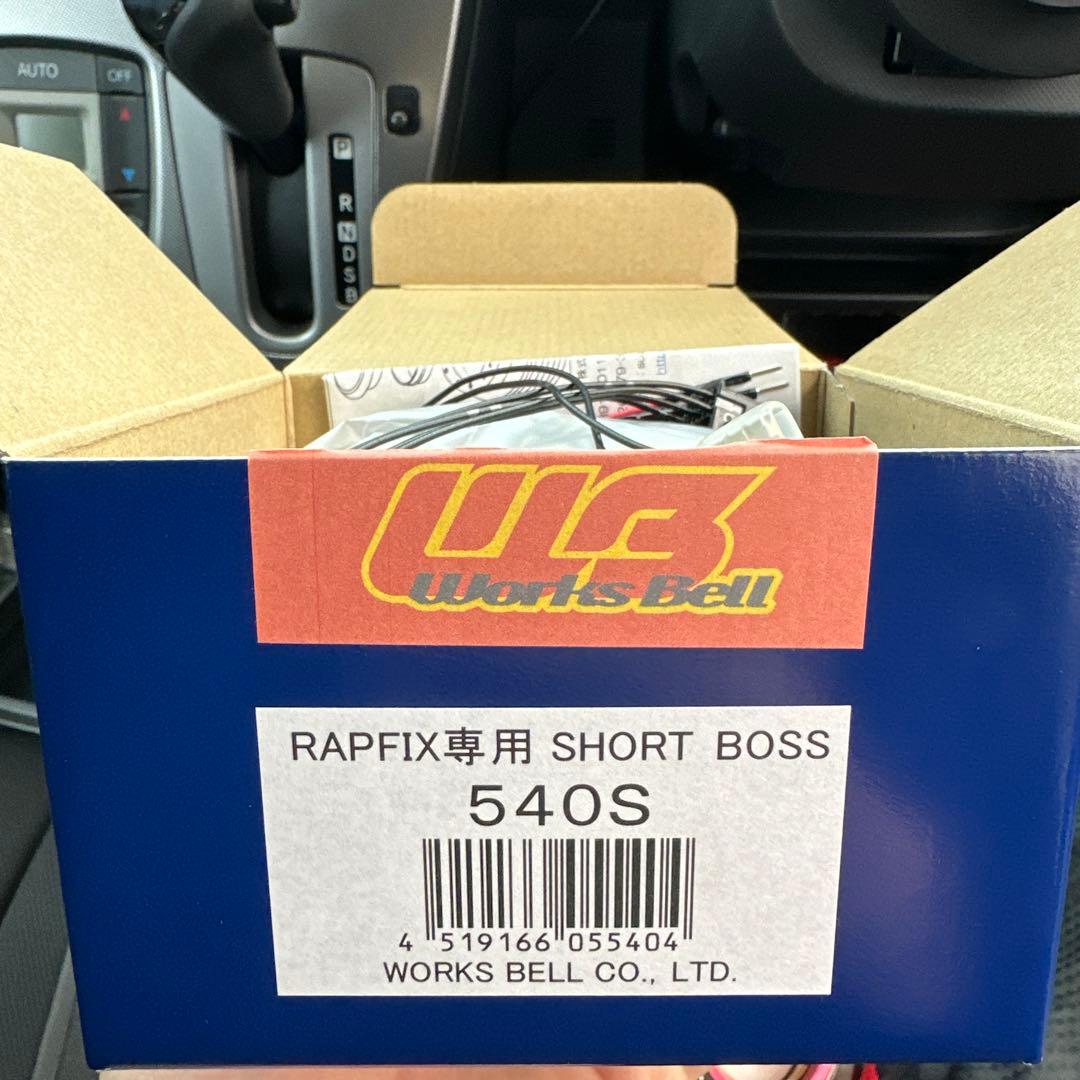 AUTO
OFF
P
R
N
D
S
B
WB
Works Bell
RAPFIX専用 SHORT BOSS
540S
4 519166 055404
WORKS BELL CO., LTD.